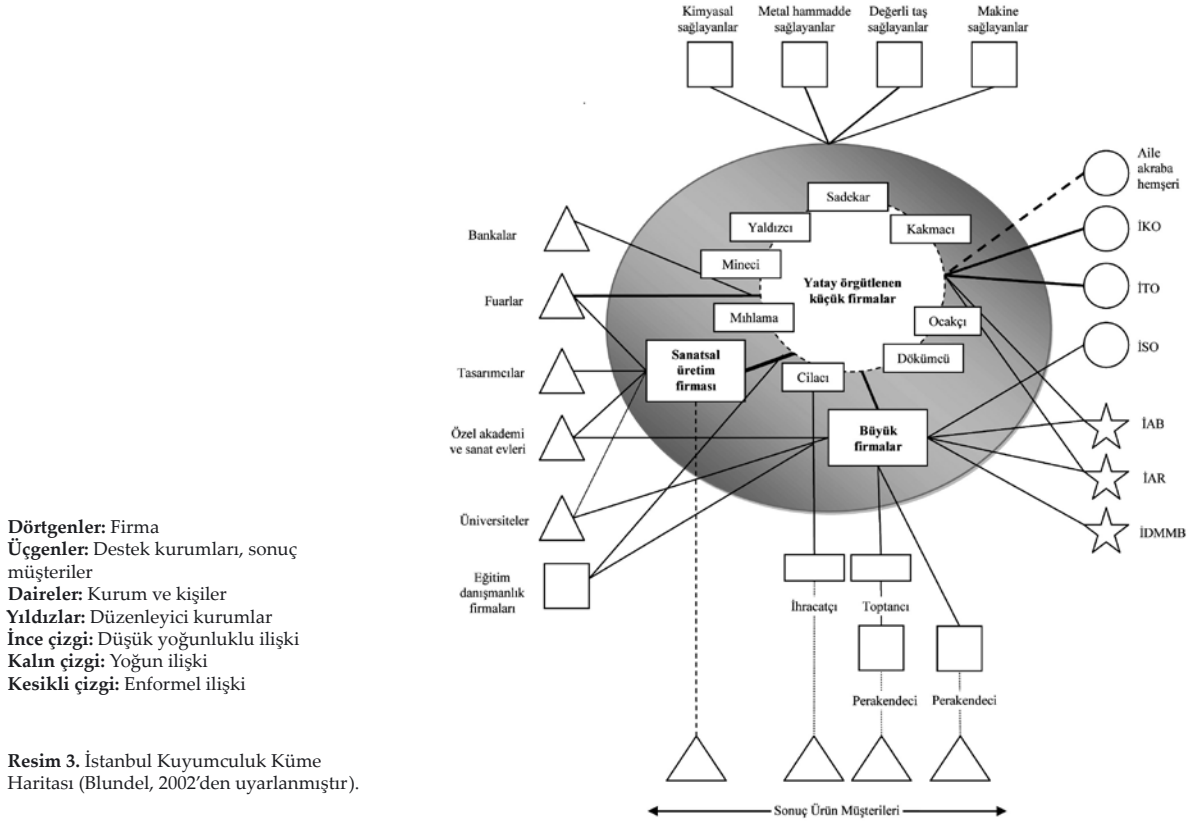 Kimyasal
sağlayanlar
Metal hammadde
sağlayanlar
Değerli taş
sağlayanlar
Makine
sağlayanlar
Aile
akraba
hemşeri
İKO
İTO
İSO
İAB
İAR
İDMMB
Bankalar
Fuarlar
Tasarımcılar
Özel akademi
ve sanat evleri
Üniversiteler
Eğitim
danışmanlık
firmaları
Sadekar
Yaldızcı
Kakmacı
Mineci
Yatay örgütlenen
küçük firmalar
Mıhlama
Ocakçı
Dökümcü
Cilacı
Sanatsal
üretim
firması
Büyük
firmalar
İhracatçı
Toptancı
Perakendeci
Perakendeci
Sonuç Ürün Müşterileri
Dörtgenler: Firma
Üçgenler: Destek kurumları, sonuç
müşteriler
Daireler: Kurum ve kişiler
Yıldızlar: Düzenleyici kurumlar
İnce çizgi: Düşük yoğunluklu ilişki
Kalın çizgi: Yoğun ilişki
Kesikli çizgi: Enformel ilişki
Resim 3. İstanbul Kuyumculuk Küme
Haritası (Blundel, 2002'den uyarlanmıştır).